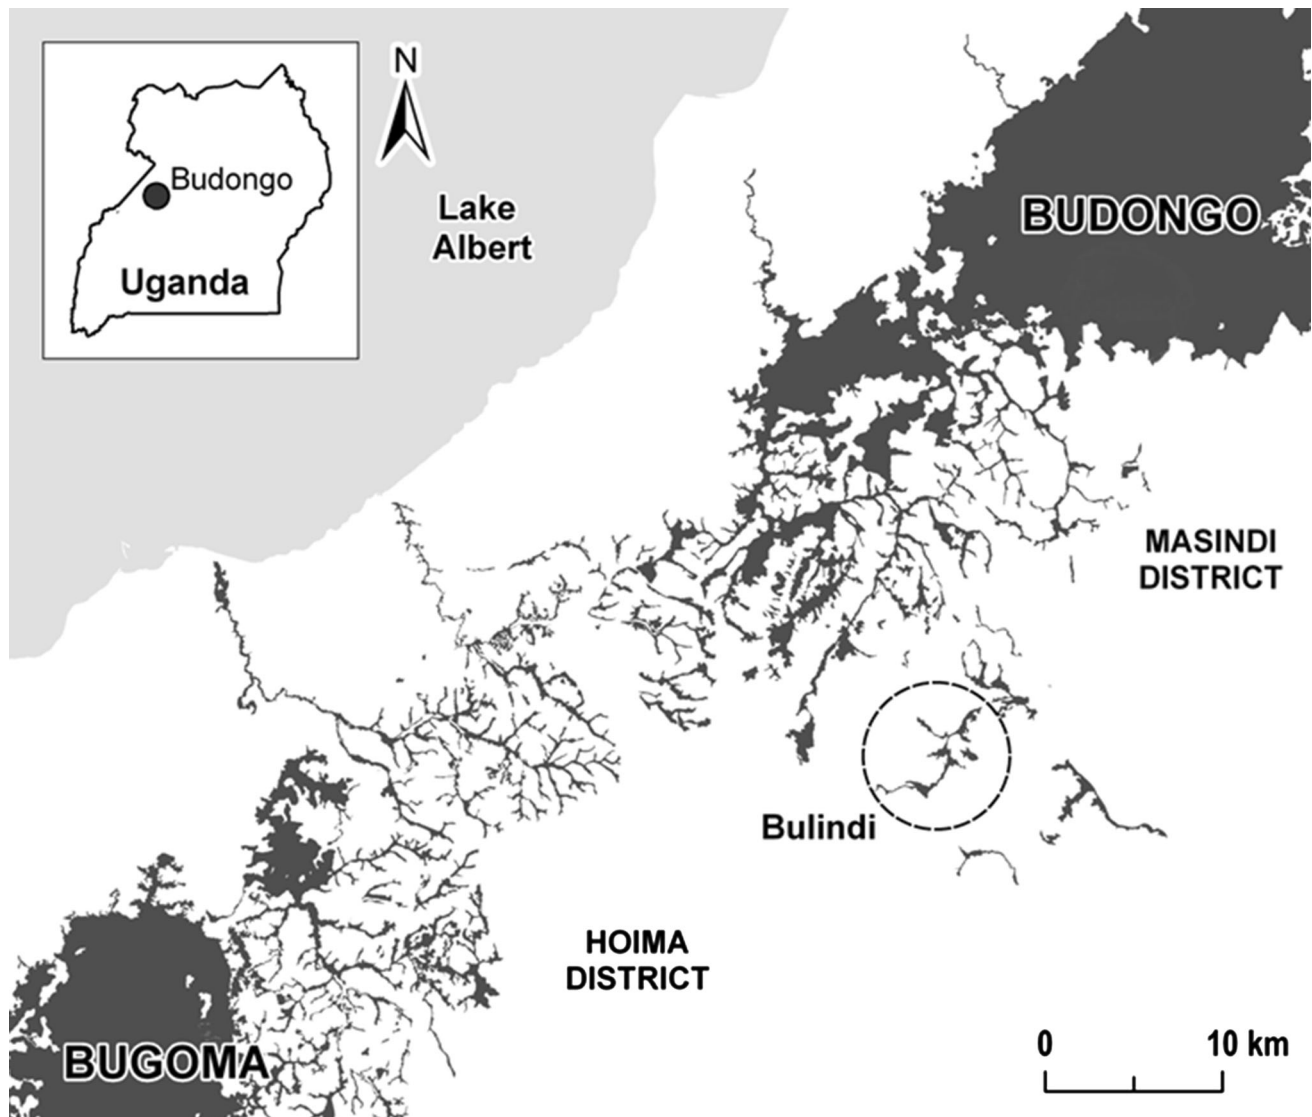 N
Budongo
Uganda
Lake
Albert
BUDONGO
MASINDI
DISTRICT
Bulindi
HOIMA
DISTRICT
BUGOMA
0 10 km